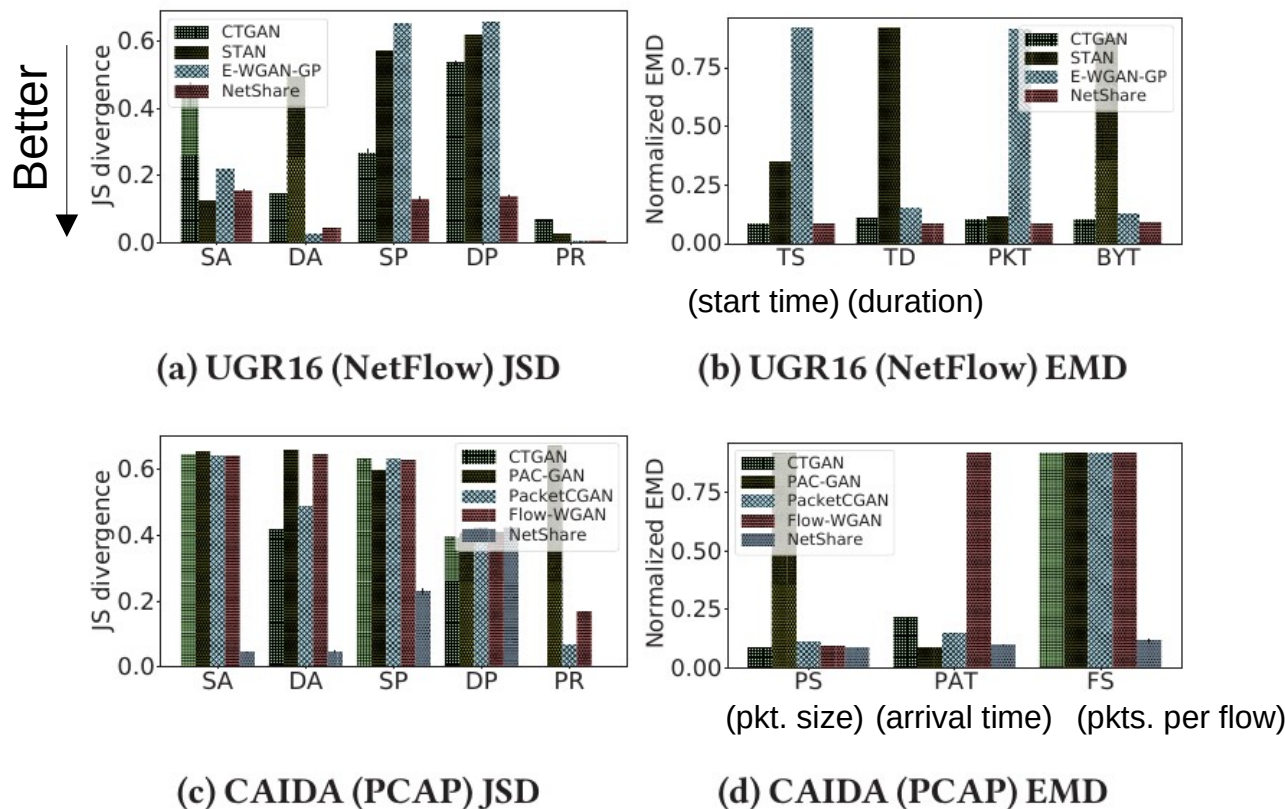 Better
JS divergence
0.6
0.4
0.2
0.0
CTGAN
STAN
E-WGAN-GP
NetShare
SA DA SP DP PR
(a) UGR16 (NetFlow) JSD
Normalized EMD
0.75
0.50
0.25
0.00
CTGAN
STAN
E-WGAN-GP
NetShare
TS TD PKT BYT
(start time) (duration)
(b) UGR16 (NetFlow) EMD
JS divergence
0.6
0.4
0.2
0.0
CTGAN
PAC-GAN
PacketCGAN
Flow-WGAN
NetShare
SA DA SP DP PR
(c) CAIDA (PCAP) JSD
Normalized EMD
0.75
0.50
0.25
0.00
CTGAN
PAC-GAN
PacketCGAN
Flow-WGAN
NetShare
PS PAT FS
(pkt. size) (arrival time) (pkts. per flow)
(d) CAIDA (PCAP) EMD